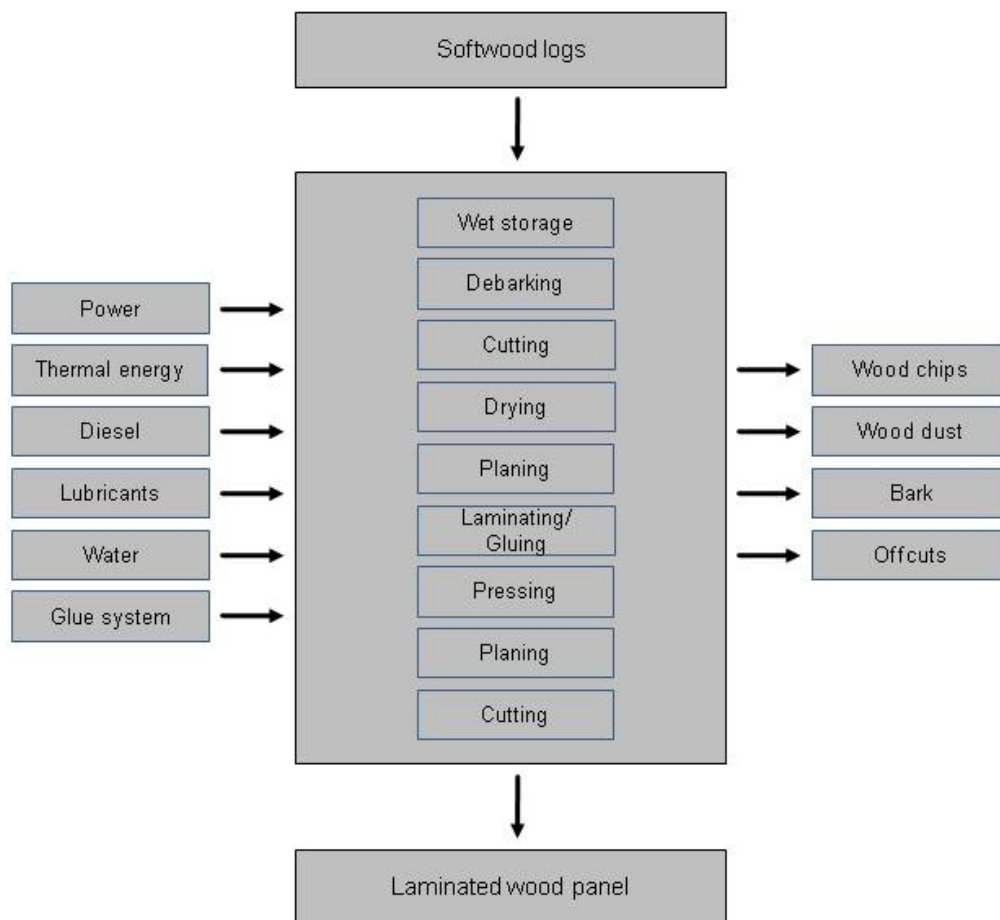 Softwood logs
Wet storage
Debarking
Cutting
Drying
Planing
Laminating/
Gluing
Pressing
Planing
Cutting
Power
Thermal energy
Diesel
Lubricants
Water
Glue system
Wood chips
Wood dust
Bark
Offcuts
Laminated wood panel